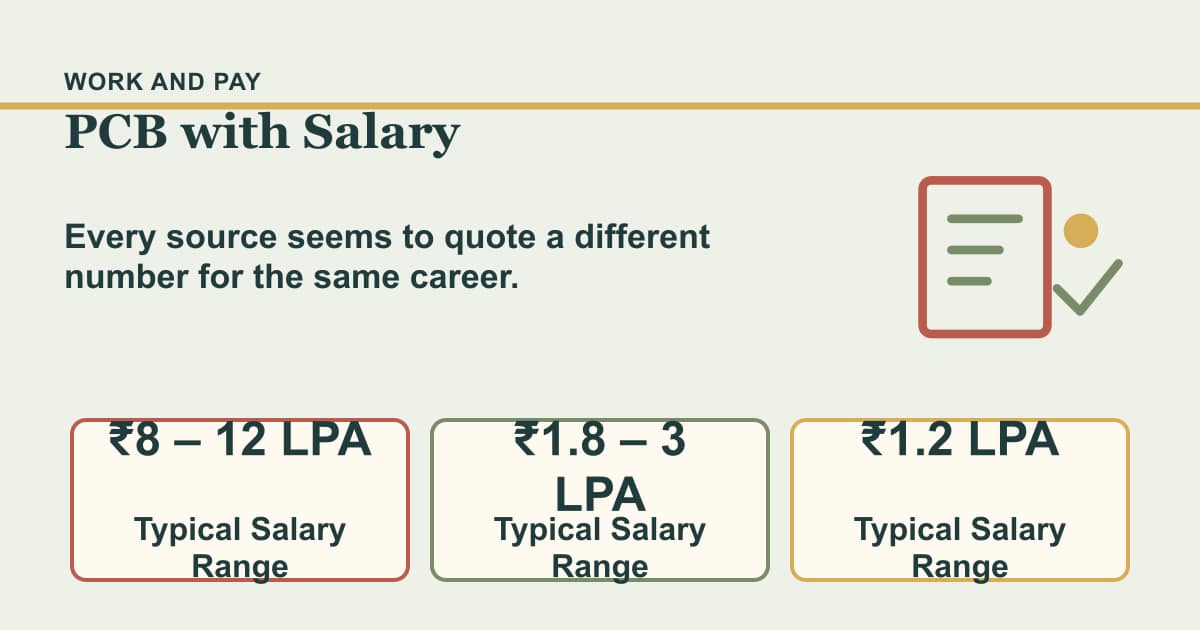 WORK AND PAY
PCB with Salary
Every source seems to quote a different
number for the same career.
₹8 – 12 LPA
Typical Salary
Range
₹1.8 – 3
LPA
Typical Salary
Range
₹1.2 LPA
Typical Salary
Range